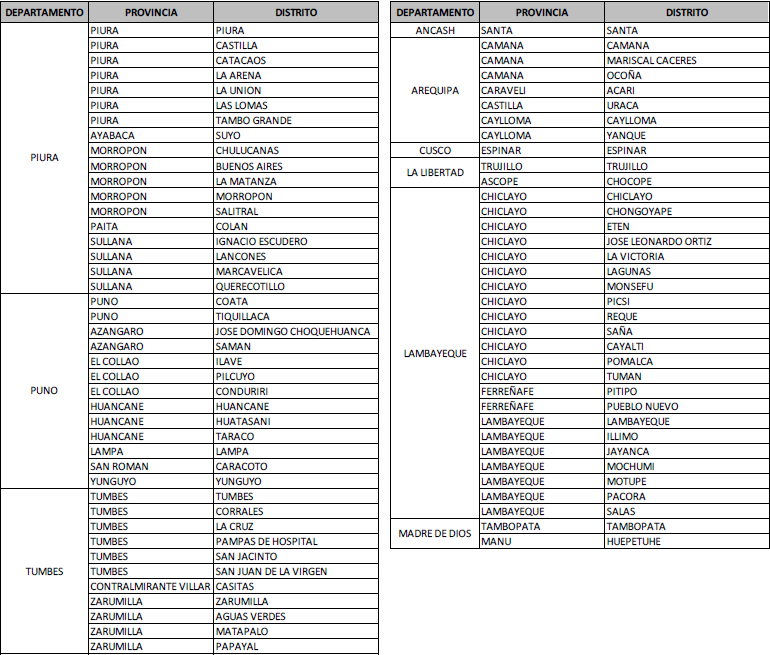 DEPARTAMENTO PROVINCIA DISTRITO
PIURA
PIURA PIURA
PIURA CASTILLA
PIURA CATACAOS
PIURA LA ARENA
PIURA LA UNION
PIURA LAS LOMAS
PIURA TAMBO GRANDE
AYABACA SUYO
MORROPON CHULUCANAS
MORROPON BUENOS AIRES
MORROPON LA MATANZA
MORROPON MORROPON
MORROPON SALITRAL
PAITA COLAN
SULLANA IGNACIO ESCUDERO
SULLANA LANCONES
SULLANA MARCAVELICA
SULLANA QUERECOTILLO
PUNO
PUNO COATA
PUNO TIQUILLACA
AZANGARO JOSE DOMINGO CHOQUEHUANCA
AZANGARO SAMAN
EL COLLAO ILAVE
EL COLLAO PILCUYO
EL COLLAO CONDURIRI
HUANCANE HUANCANE
HUANCANE HUATASANI
HUANCANE TARACO
LAMPA LAMPA
SAN ROMAN CARACOTO
YUNGUYO YUNGUYO
TUMBES
TUMBES TUMBES
TUMBES CORRALES
TUMBES LA CRUZ
TUMBES PAMPAS DE HOSPITAL
TUMBES SAN JACINTO
TUMBES SAN JUAN DE LA VIRGEN
CONTRALMIRANTE VILLAR CASITAS
ZARUMILLA ZARUMILLA
ZARUMILLA AGUAS VERDES
ZARUMILLA MATAPALO
ZARUMILLA PAPAYAL
DEPARTAMENTO PROVINCIA DISTRITO
ANCASH SANTA SANTA
AREQUIPA
CAMANA CAMANA
CAMANA MARISCAL CACERES
CAMANA OCOÑA
CARAVELI ACARI
CASTILLA URACA
CAYLLOMA CAYLLOMA
CAYLLOMA YANQUE
CUSCO ESPINAR ESPINAR
LA LIBERTAD
TRUJILLO TRUJILLO
ASCOPE CHOCOPE
LAMBAYEQUE
CHICLAYO CHICLAYO
CHICLAYO CHONGOYAPE
CHICLAYO ETEN
CHICLAYO JOSE LEONARDO ORTIZ
CHICLAYO LA VICTORIA
CHICLAYO LAGUNAS
CHICLAYO MONSEFU
CHICLAYO PICSI
CHICLAYO REQUE
CHICLAYO SAÑA
CHICLAYO CAYALTI
CHICLAYO POMALCA
CHICLAYO TUMAN
FERREÑAFE PITIPO
FERREÑAFE PUEBLO NUEVO
LAMBAYEQUE LAMBAYEQUE
LAMBAYEQUE ILLIMO
LAMBAYEQUE JAYANCA
LAMBAYEQUE MOCHUMI
LAMBAYEQUE MOTUPE
LAMBAYEQUE PACORA
LAMBAYEQUE SALAS
MADRE DE DIOS
TAMBOPATA TAMBOPATA
MANU HUEPETUHE